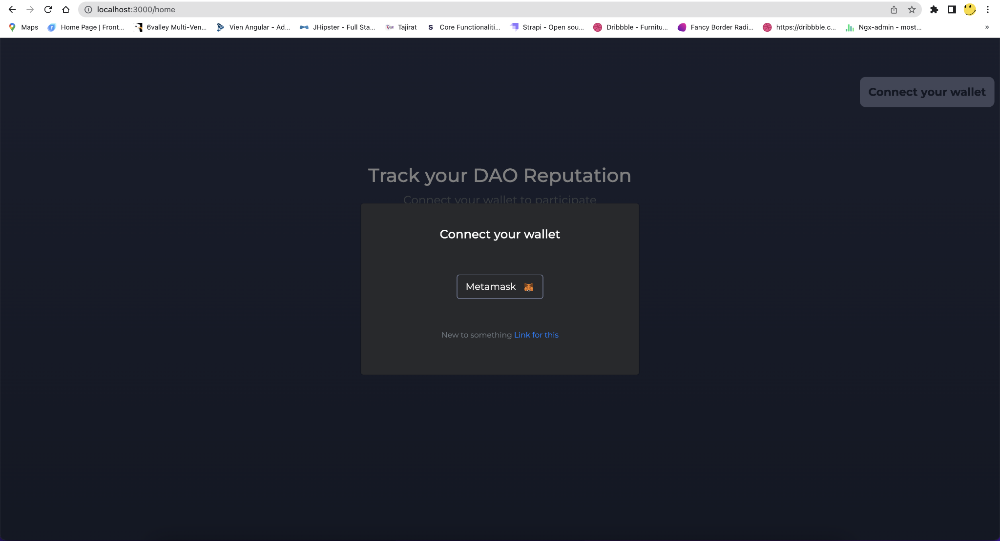 localhost:3000/home
Maps Home Page | Front... 6valley Multi-Ven... Vien Angular - Ad... JHipster - Full Sta... Tajirat S Core Functionaliti... Strapi - Open sou... Dribbble - Furnitu... Fancy Border Radi... https://dribbble.c... Ngx-admin - most... »
Connect your wallet
Track your DAO Reputation
Connect your wallet to participate
Connect your wallet
Metamask
New to something Link for this